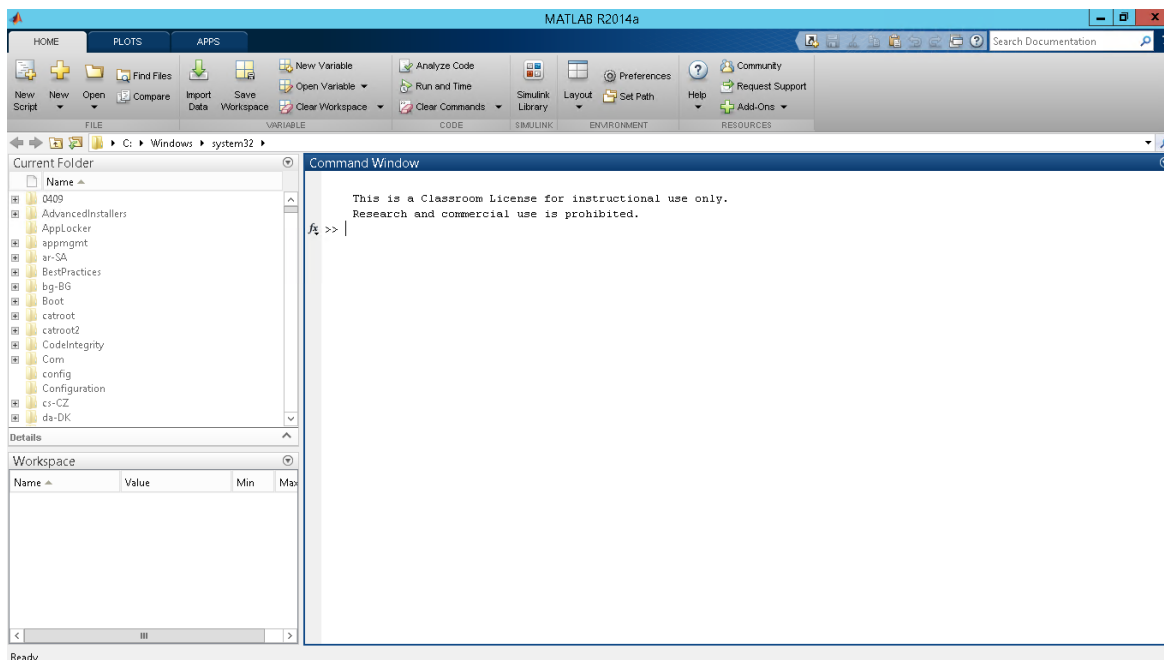 MATLAB R2014a
HOME PLOTS APPS
Search Documentation
New Script
New
Open
Find Files
Compare
Import Data
Save Workspace
New Variable
Open Variable
Clear Workspace
Analyze Code
Run and Time
Clear Commands
Simulink Library
Layout
Preferences
Set Path
Help
Community
Request Support
Add-Ons
FILE VARIABLE CODE SIMULINK ENVIRONMENT RESOURCES
C: Windows system32
Current Folder
Name
0409
AdvancedInstallers
AppLocker
appmgmt
ar-SA
BestPractices
bg-BG
Boot
catroot
catroot2
CodeIntegrity
Com
config
Configuration
cs-CZ
da-DK
Details
Workspace
Name Value Min Max
Command Window
This is a Classroom License for instructional use only.
Research and commercial use is prohibited.
fx >>
Ready